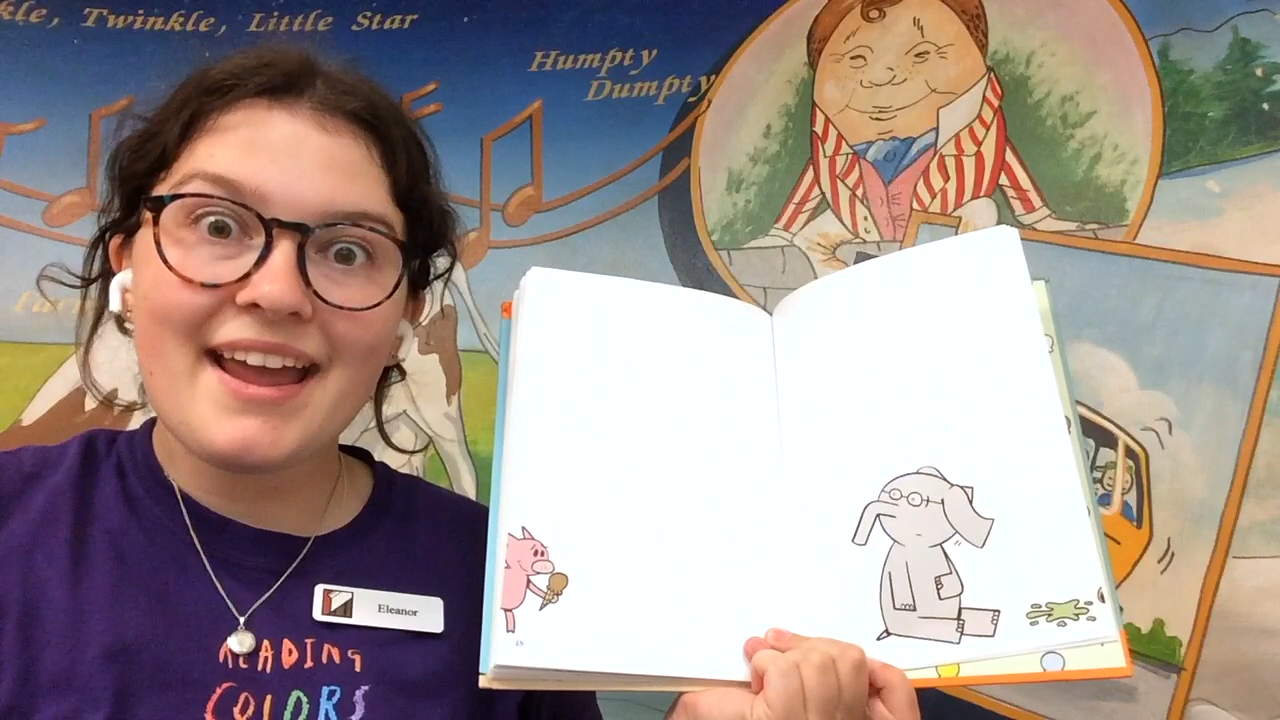 kle, Twinkle, Little Star
Humpty
Dumpty
Eleanor
READING
COLORS